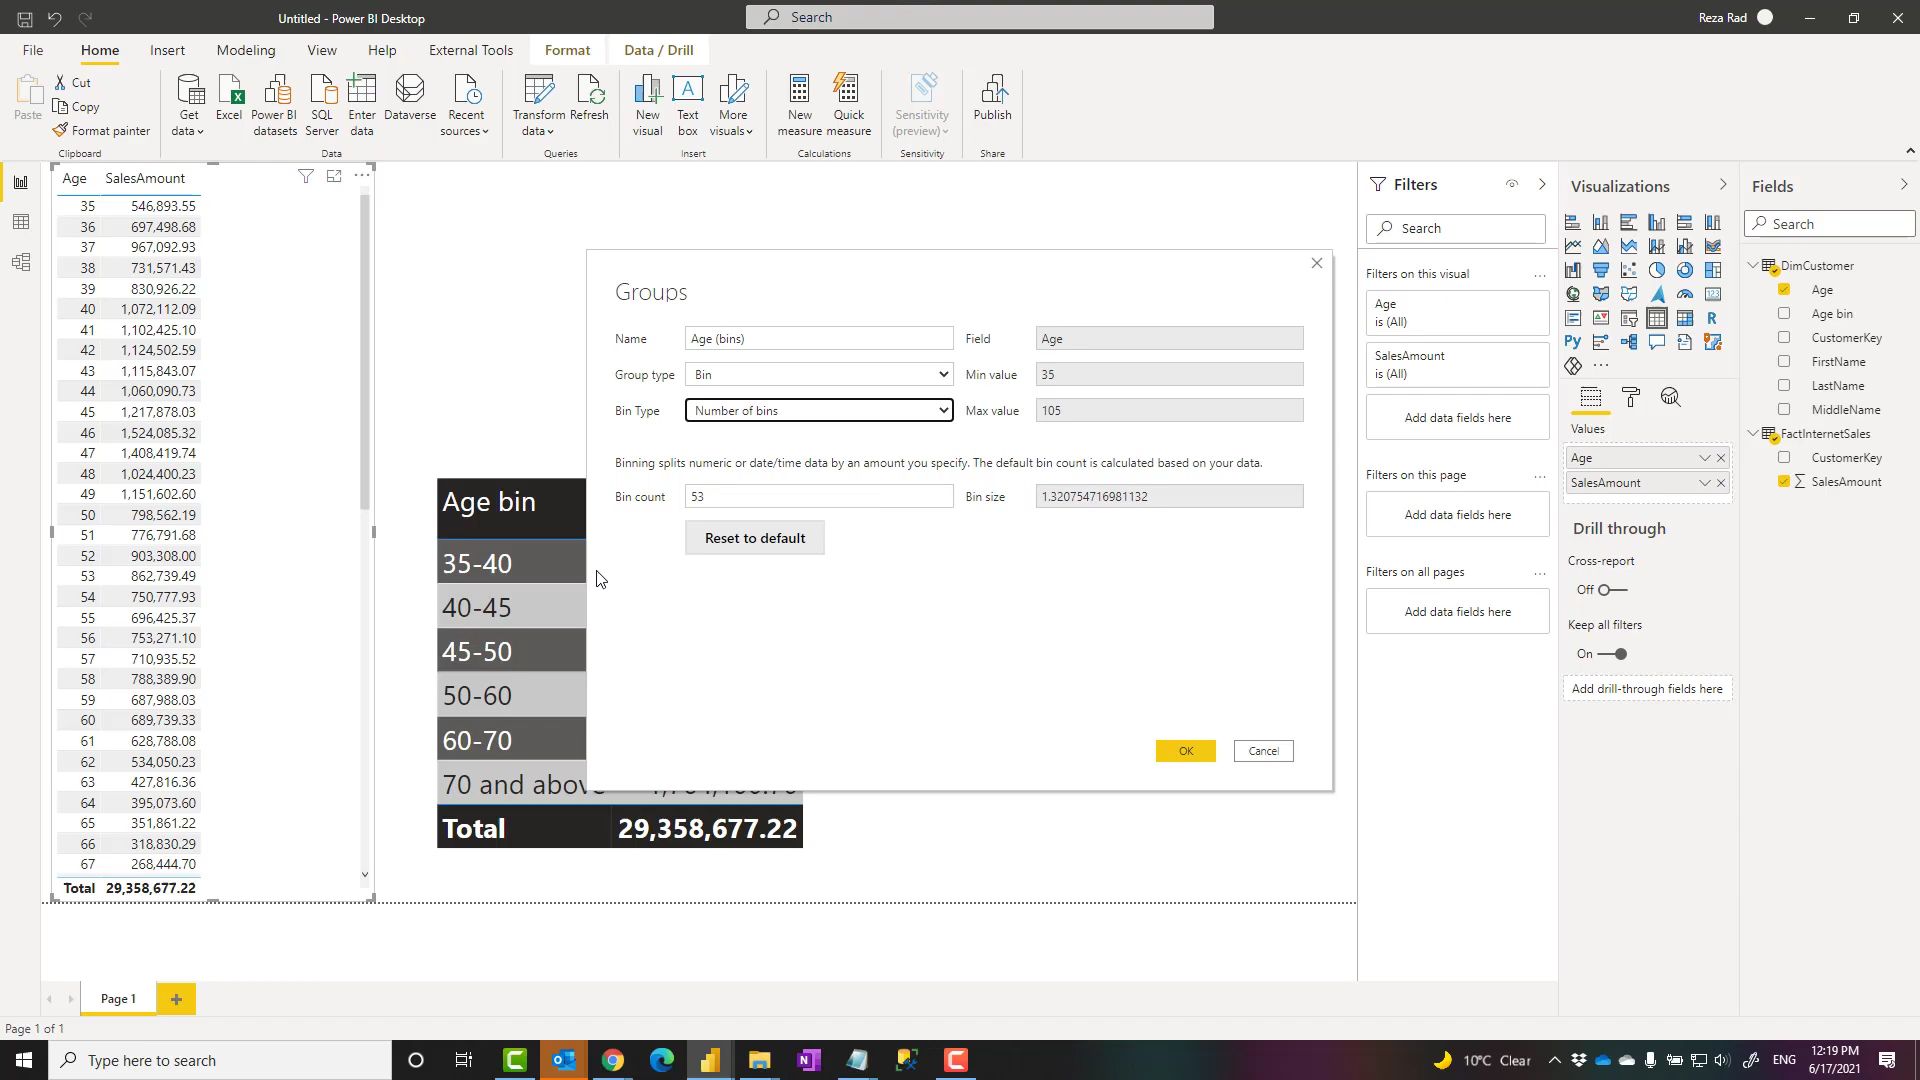 Untitled - Power BI Desktop
Search
Reza Rad
File Home Insert Modeling View Help External Tools Format Data / Drill
Paste
Cut
Copy
Format painter
Clipboard
Get data
Excel
Power BI datasets
SQL Server
Enter data
Dataverse
Recent sources
Data
Transform data
Refresh
Queries
New visual
Text box
More visuals
Insert
New measure
Quick measure
Calculations
Sensitivity (preview)
Sensitivity
Publish
Share
Age SalesAmount
35 546,893.55
36 697,498.68
37 967,092.93
38 731,571.43
39 830,926.22
40 1,072,112.09
41 1,102,425.10
42 1,124,502.59
43 1,115,843.07
44 1,060,090.73
45 1,217,878.03
46 1,524,085.32
47 1,408,419.74
48 1,024,400.23
49 1,151,602.60
50 798,562.19
51 776,791.68
52 903,308.00
53 862,739.49
54 750,777.93
55 696,425.37
56 753,271.10
57 710,935.52
58 788,389.90
59 687,988.03
60 689,739.33
61 628,788.08
62 534,050.23
63 427,816.36
64 395,073.60
65 351,861.22
66 318,830.29
67 268,444.70
Total 29,358,677.22
Age bin
35-40
40-45
45-50
50-60
60-70
70 and above
Total 29,358,677.22
Groups
Name Age (bins) Field Age
Group type Bin Min value 35
Bin Type Number of bins Max value 105
Binning splits numeric or date/time data by an amount you specify. The default bin count is calculated based on your data.
Bin count 53 Bin size 1.320754716981132
Reset to default
OK Cancel
Filters
Search
Filters on this visual ...
Age
is (All)
SalesAmount
is (All)
Add data fields here
Filters on this page ...
Add data fields here
Filters on all pages ...
Add data fields here
Visualizations
R
Py
...
Values
Age
SalesAmount
Drill through
Cross-report
Off
Keep all filters
On
Add drill-through fields here
Fields
Search
DimCustomer
Age
Age bin
CustomerKey
FirstName
LastName
MiddleName
FactInternetSales
CustomerKey
SalesAmount
Page 1
Page 1 of 1
Type here to search
10°C Clear
ENG
12:19 PM
6/17/2021